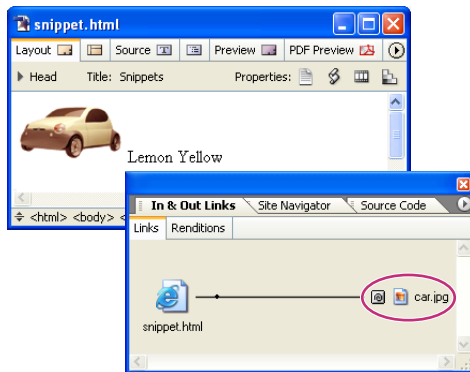 snippet.html
Layout Source Preview PDF Preview
Head Title: Snippets Properties:
Lemon Yellow
<html> <body> <
In & Out Links Site Navigator Source Code
Links Renditions
car.jpg
snippet.html